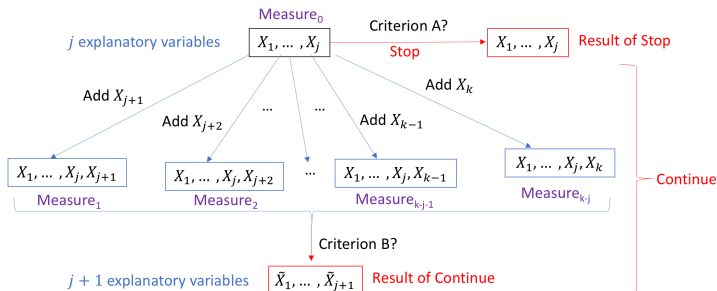 Measure₀
j explanatory variables
X₁, … , Xⱼ
Criterion A?
Stop
X₁, … , Xⱼ
Result of Stop
Add Xⱼ₊₁
Add Xⱼ₊₂
…
…
Add Xₖ₋₁
Add Xₖ
X₁, … , Xⱼ, Xⱼ₊₁
X₁, … , Xⱼ, Xⱼ₊₂
…
X₁, … , Xⱼ, Xₖ₋₁
X₁, … , Xⱼ, Xₖ
Continue
Measure₁
Measure₂
Measureₖ₋ⱼ₋₁
Measureₖ₋ⱼ
Criterion B?
j + 1 explanatory variables
X̃₁, … , X̃ⱼ₊₁
Result of Continue